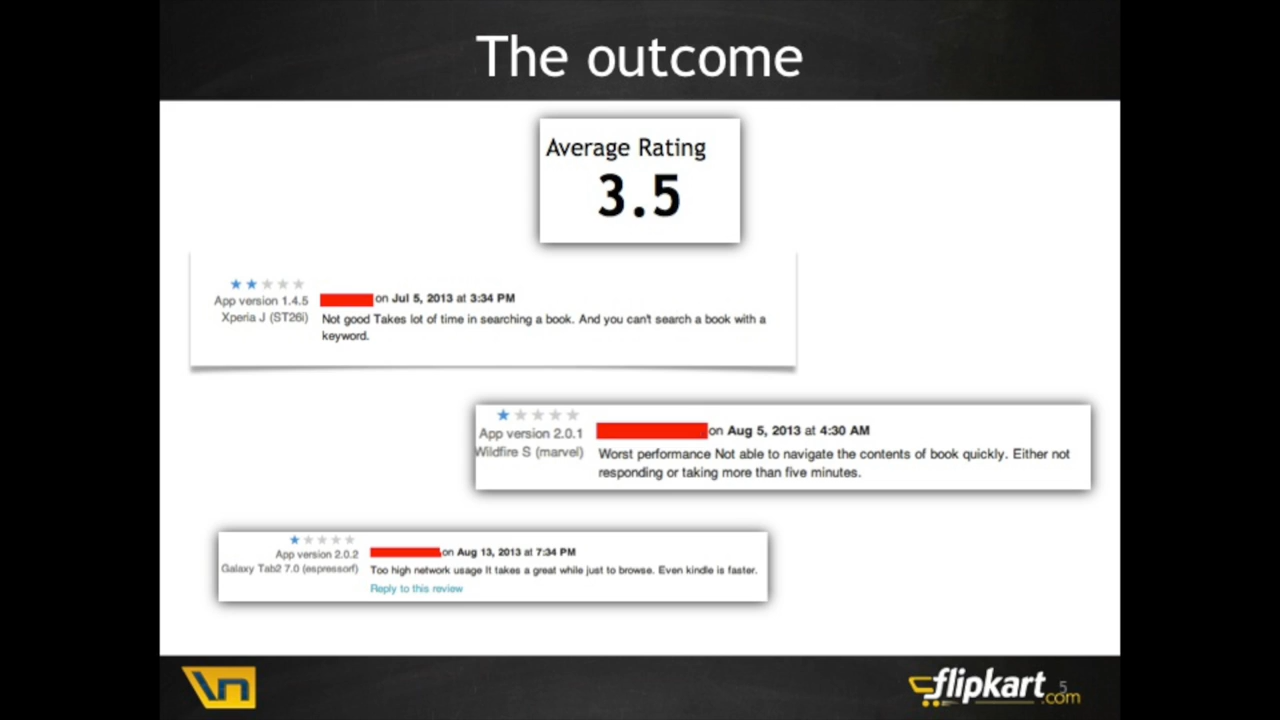 The outcome
Average Rating
3.5
App version 1.4.5
Xperia J (ST26i)
on Jul 5, 2013 at 3:34 PM
Not good Takes lot of time in searching a book. And you can't search a book with a
keyword.
App version 2.0.1
Wildfire S (marvel)
on Aug 5, 2013 at 4:30 AM
Worst performance Not able to navigate the contents of book quickly. Either not
responding or taking more than five minutes.
App version 2.0.2
Galaxy Tab2 7.0 (espressorf)
on Aug 13, 2013 at 7:34 PM
Too high network usage It takes a great while just to browse. Even kindle is faster.
Reply to this review
\n
flipkart.com
5